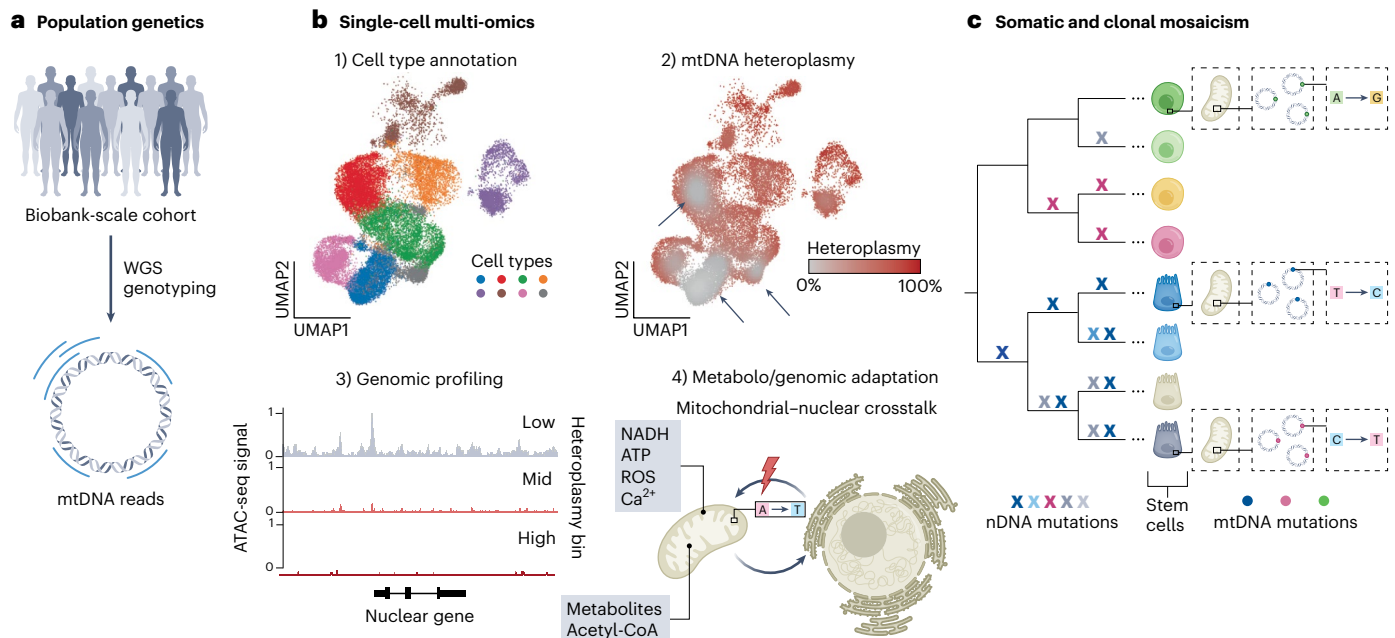 a Population genetics
Biobank-scale cohort
WGS
genotyping
mtDNA reads
b Single-cell multi-omics
1) Cell type annotation
UMAP2
UMAP1
Cell types
2) mtDNA heteroplasmy
UMAP2
UMAP1
Heteroplasmy
0% 100%
3) Genomic profiling
ATAC-seq signal
1
0
Low
1
0
Mid
1
0
High
Heteroplasmy bin
Nuclear gene
4) Metabolo/genomic adaptation
Mitochondrial–nuclear crosstalk
NADH
ATP
ROS
Ca²⁺
A T
Metabolites
Acetyl-CoA
c Somatic and clonal mosaicism
... A G
X ...
X X ...
X ...
X X X ... T C
X X ...
X X X X ...
X X ... C T
X X X X X
nDNA mutations
Stem
cells
mtDNA mutations